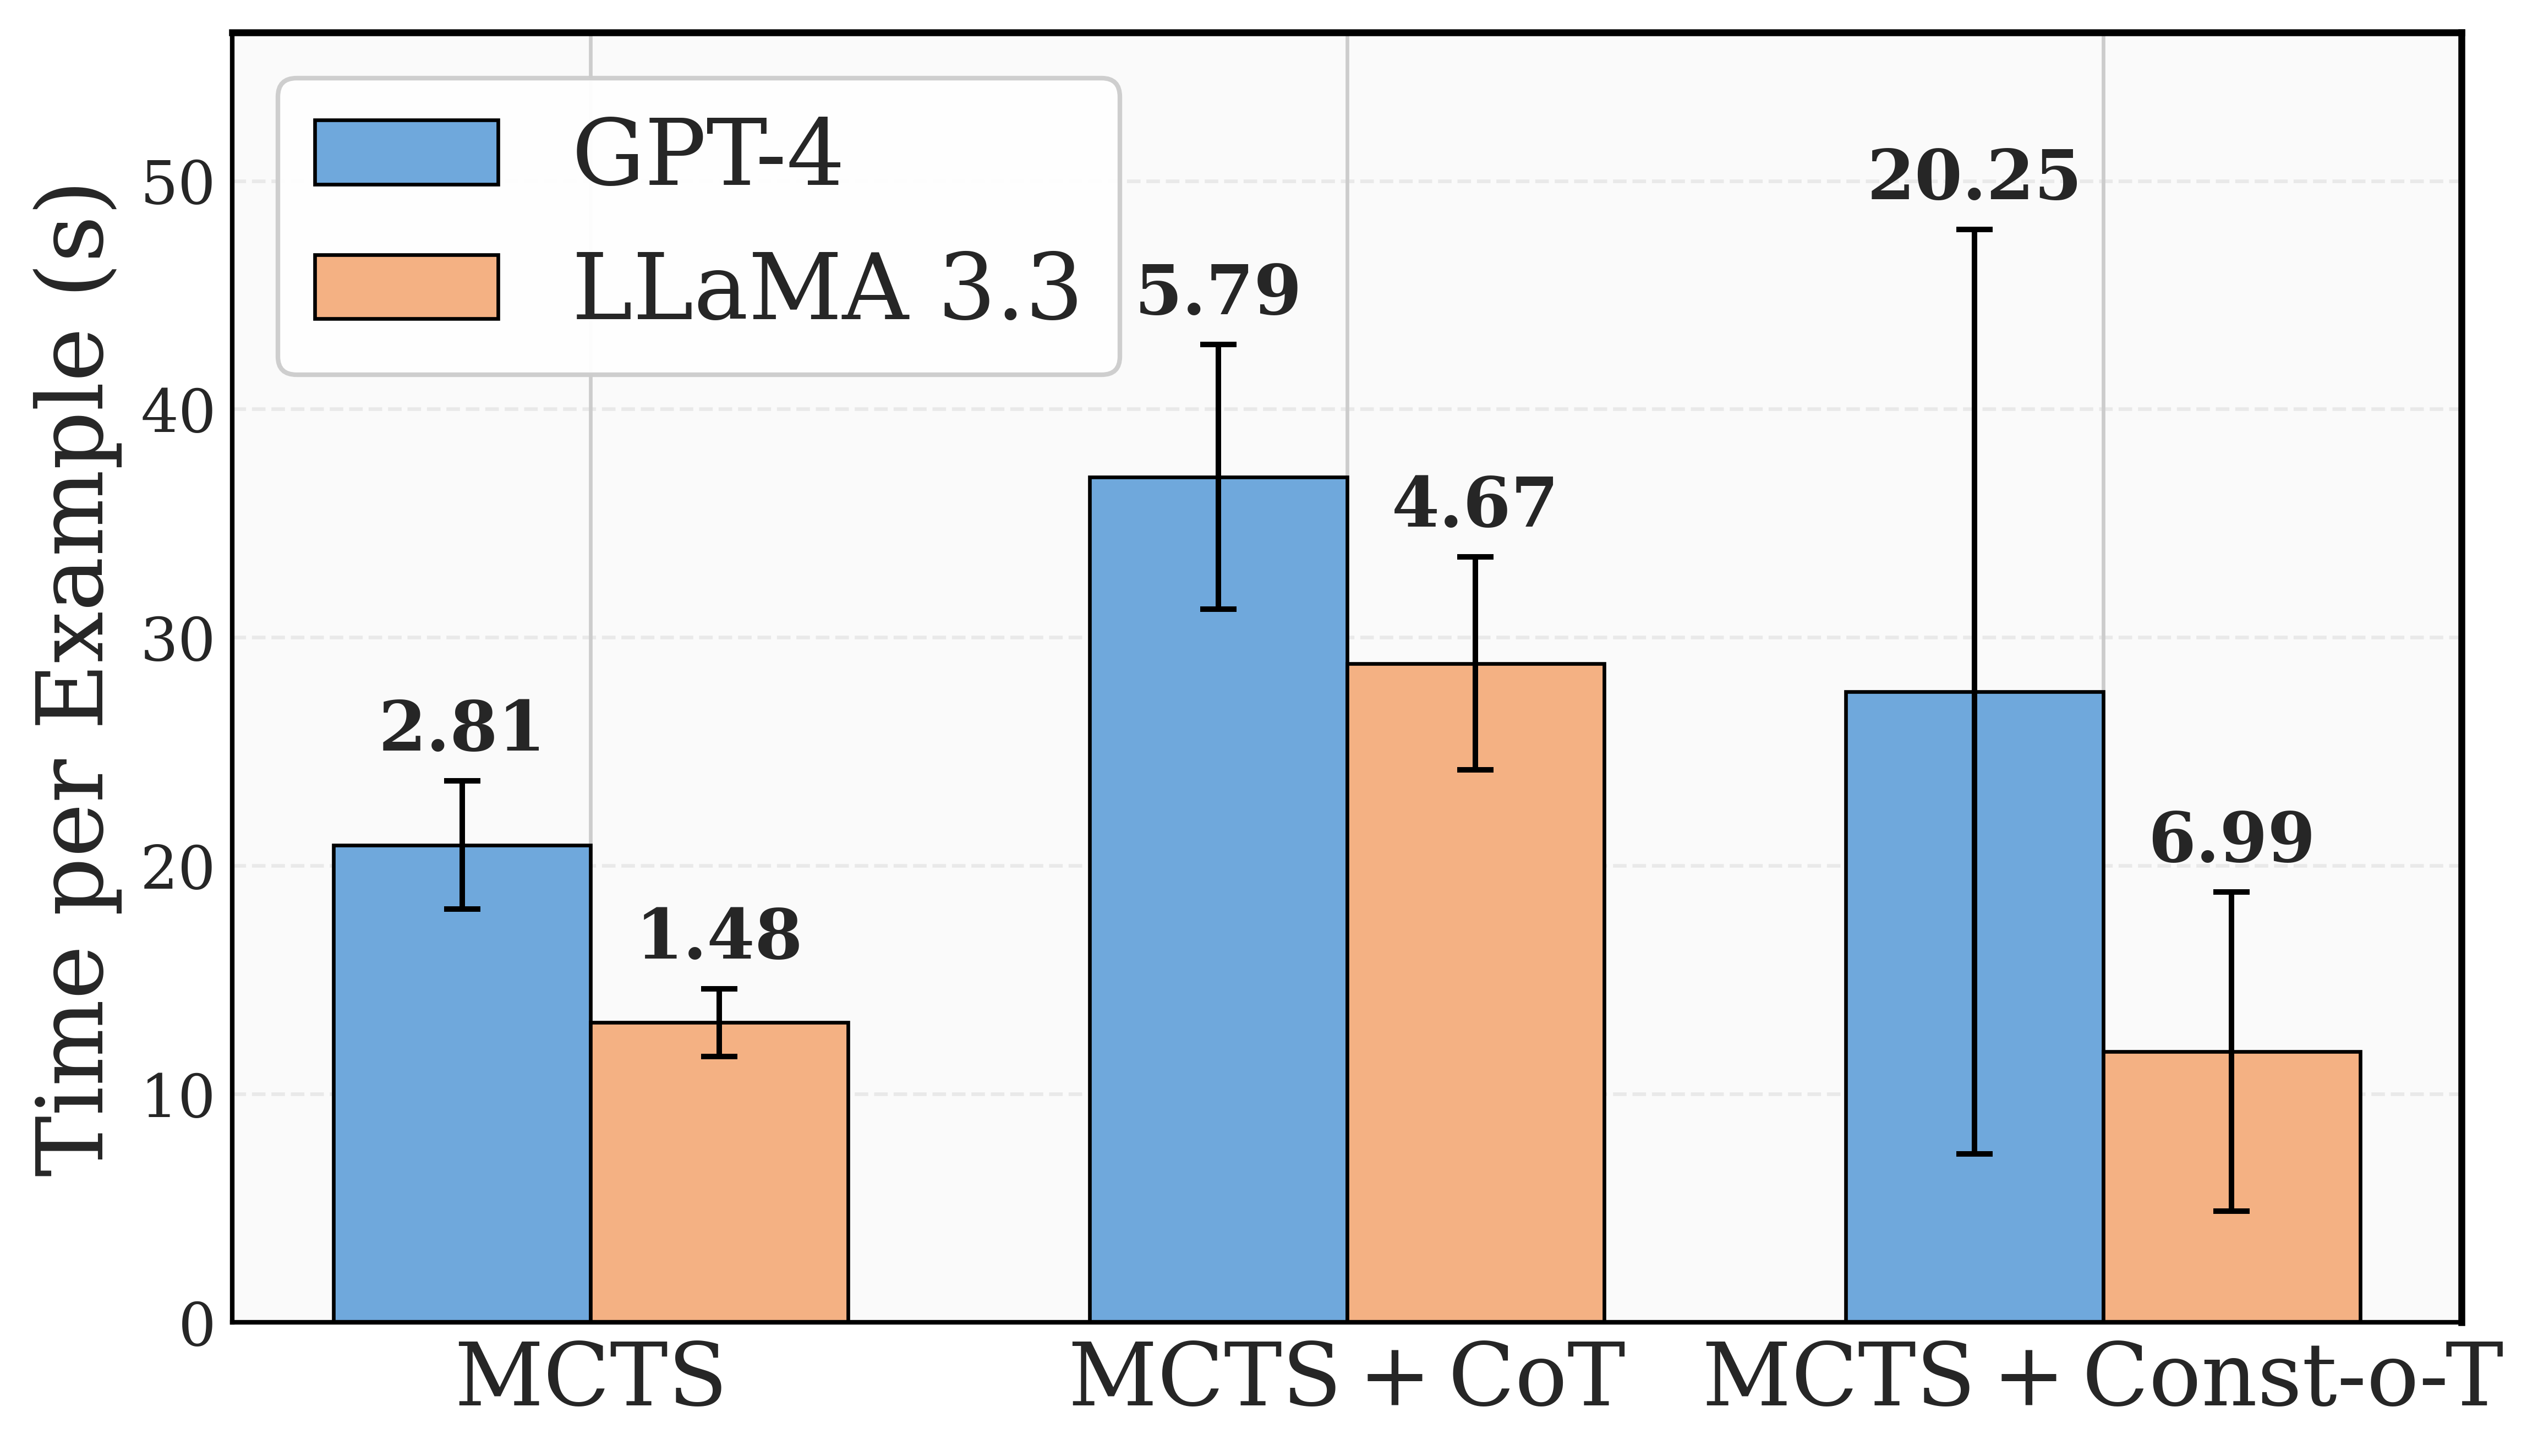 GPT-4
LLaMA 3.3
Time per Example (s)
50
40
30
20
10
0
2.81
1.48
5.79
4.67
20.25
6.99
MCTS
MCTS + CoT
MCTS + Const-o-T